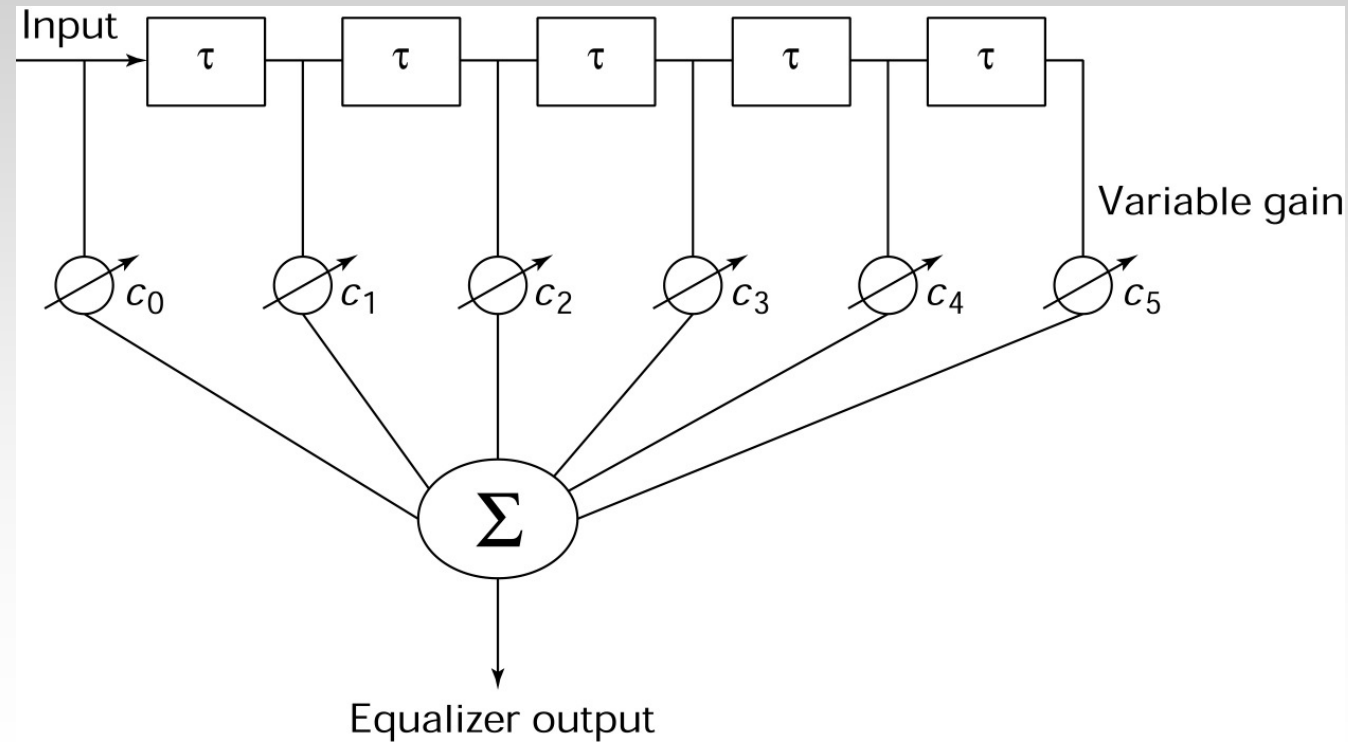 Input
τ τ τ τ τ
Variable gain
c0 c1 c2 c3 c4 c5
Σ
Equalizer output